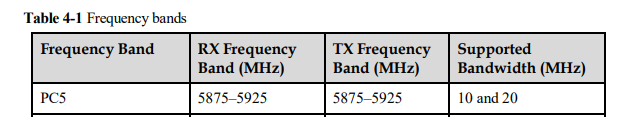 Table 4-1 Frequency bands
Frequency Band RX Frequency Band (MHz) TX Frequency Band (MHz) Supported Bandwidth (MHz)
PC5 5875–5925 5875–5925 10 and 20